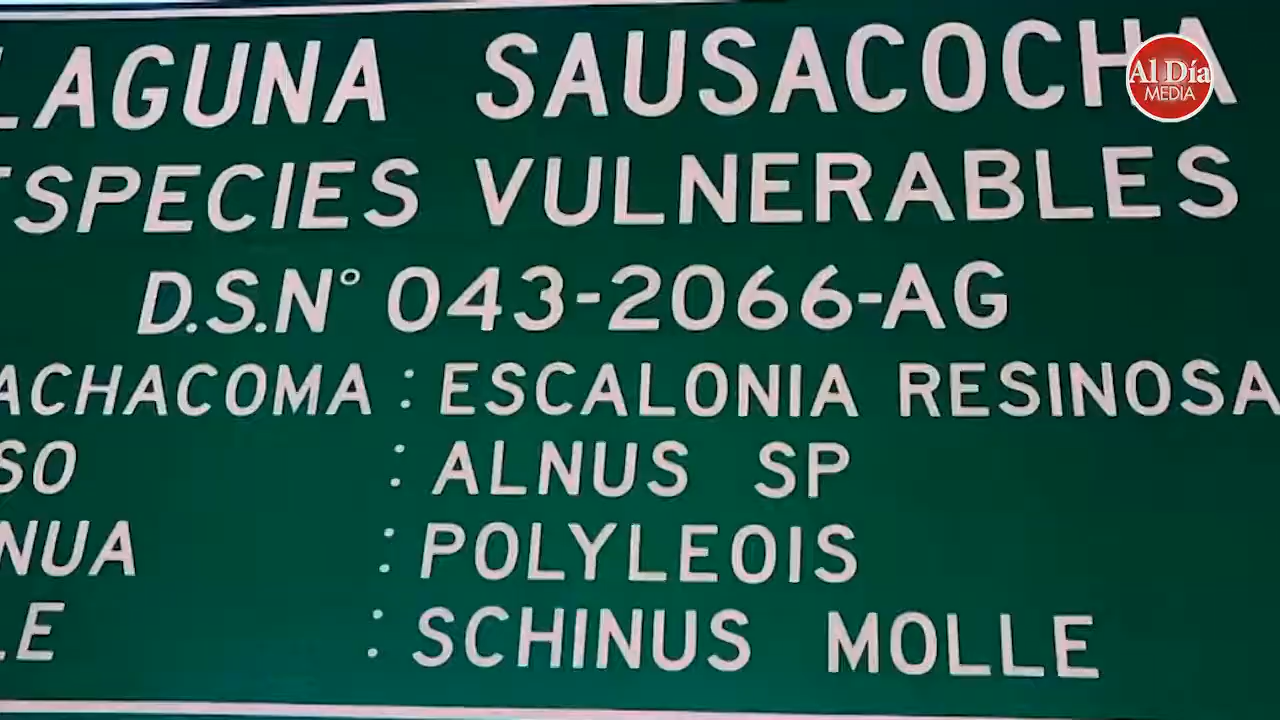 LAGUNA SAUSACOCHA
ESPECIES VULNERABLES
D.S.N° 043-2066-AG
ACHACOMA : ESCALONIA RESINOSA
SO : ALNUS SP
NUA : POLYLEOIS
LE : SCHINUS MOLLE
Al Día
MEDIA